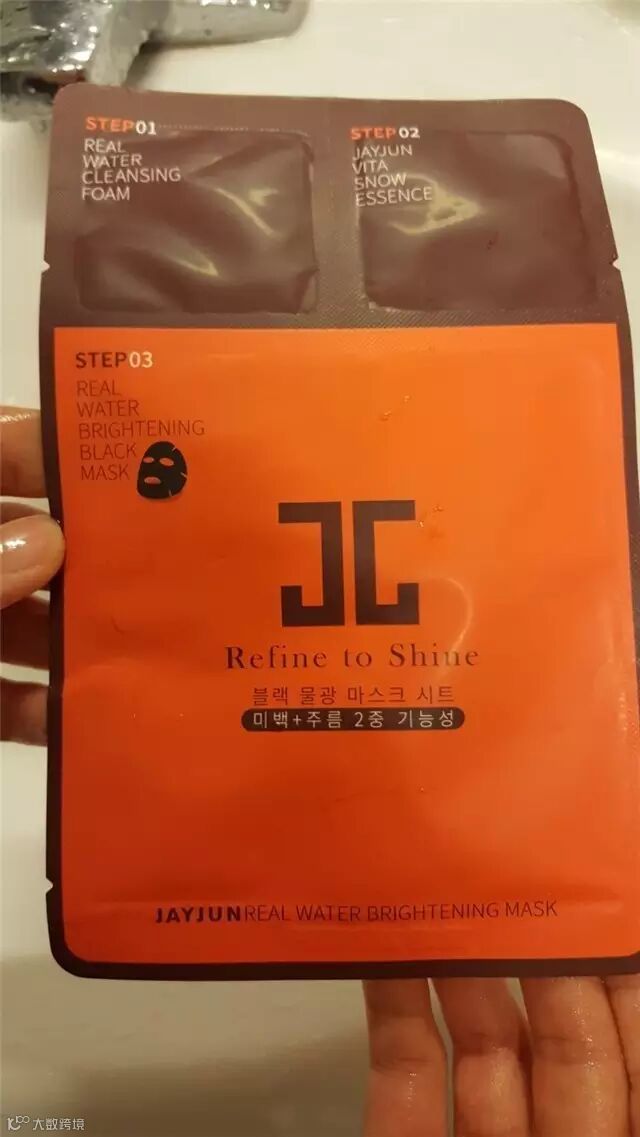 STEP01
REAL
WATER
CLEANSING
FOAM
STEP02
JAYJUN
VITA
SNOW
ESSENCE
STEP03
REAL
WATER
BRIGHTENING
BLACK
MASK
JC
Refine to Shine
블랙 물광 마스크 시트
미백+주름 2중 기능성
JAYJUN REAL WATER BRIGHTENING MASK
大数跨境